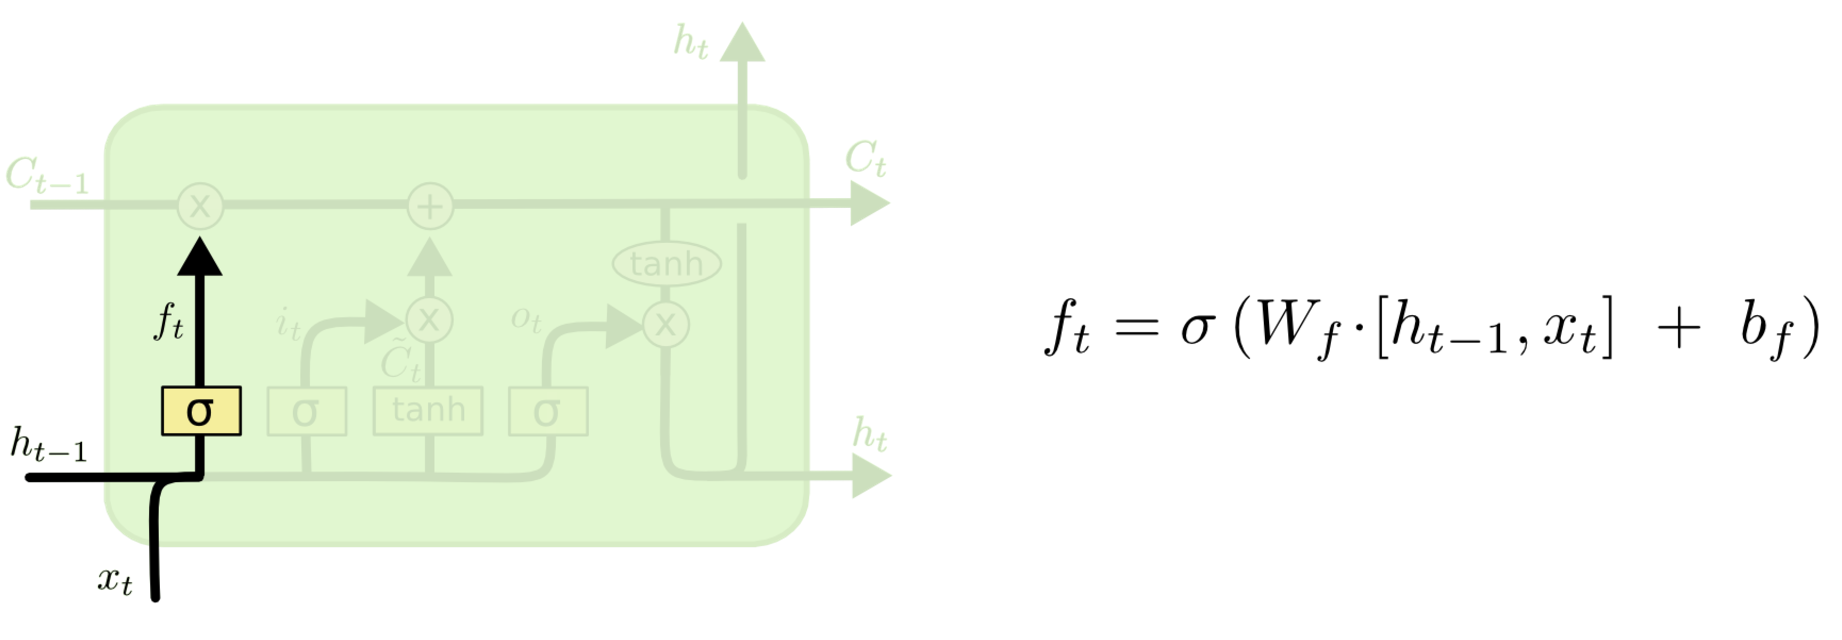 h_t
C_{t-1}
C_t
x
+
tanh
f_t
i_t
x
o_t
x
C̃_t
σ
σ
tanh
σ
h_{t-1}
h_t
x_t
f_t = σ (W_f · [h_{t-1}, x_t] + b_f)